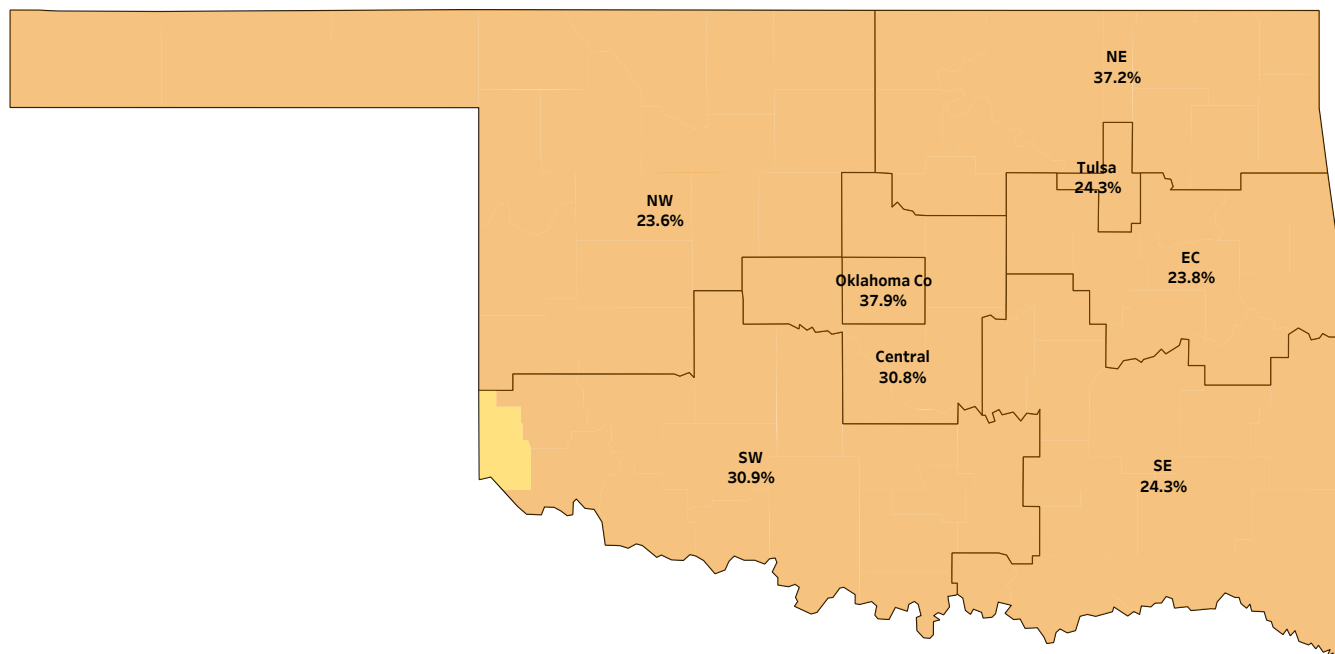 NE
37.2%
Tulsa
24.3%
NW
23.6%
EC
23.8%
Oklahoma Co
37.9%
Central
30.8%
SW
30.9%
SE
24.3%